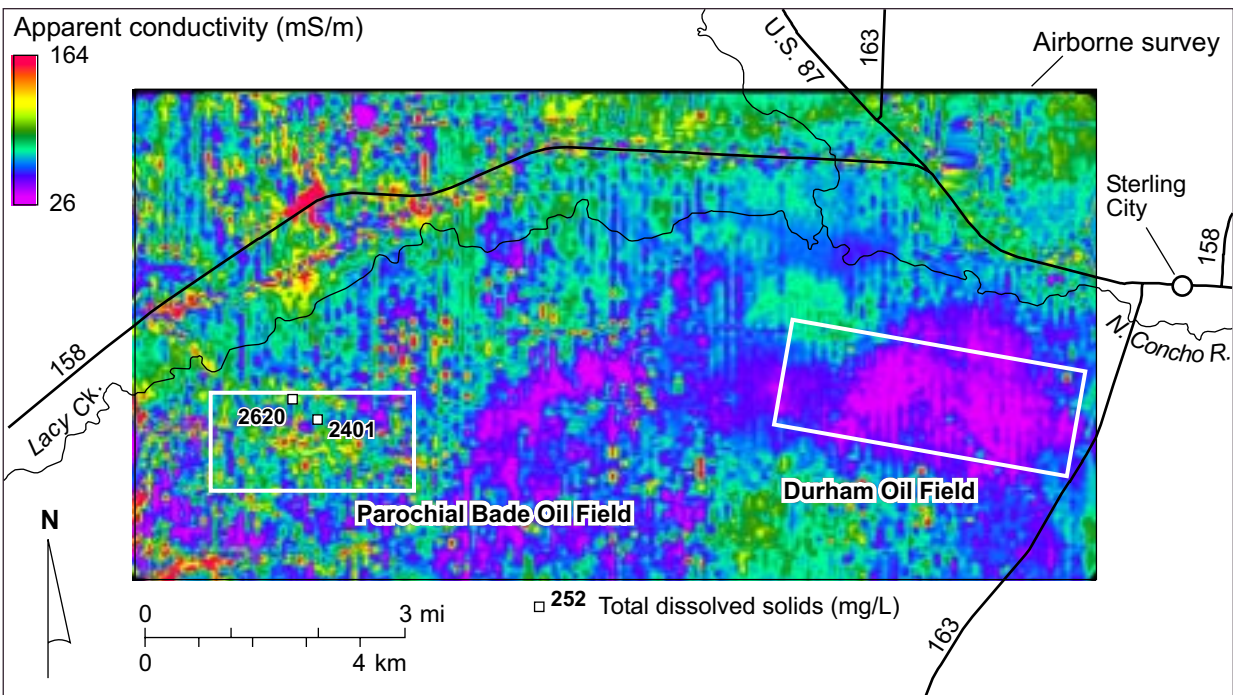 Apparent conductivity (mS/m)
164
26
U.S. 87
163
Airborne survey
Sterling
City
158
N. Concho R.
158
Lacy Ck.
2620
2401
Parochial Bade Oil Field
Durham Oil Field
N
0
3 mi
0
4 km
252 Total dissolved solids (mg/L)
163